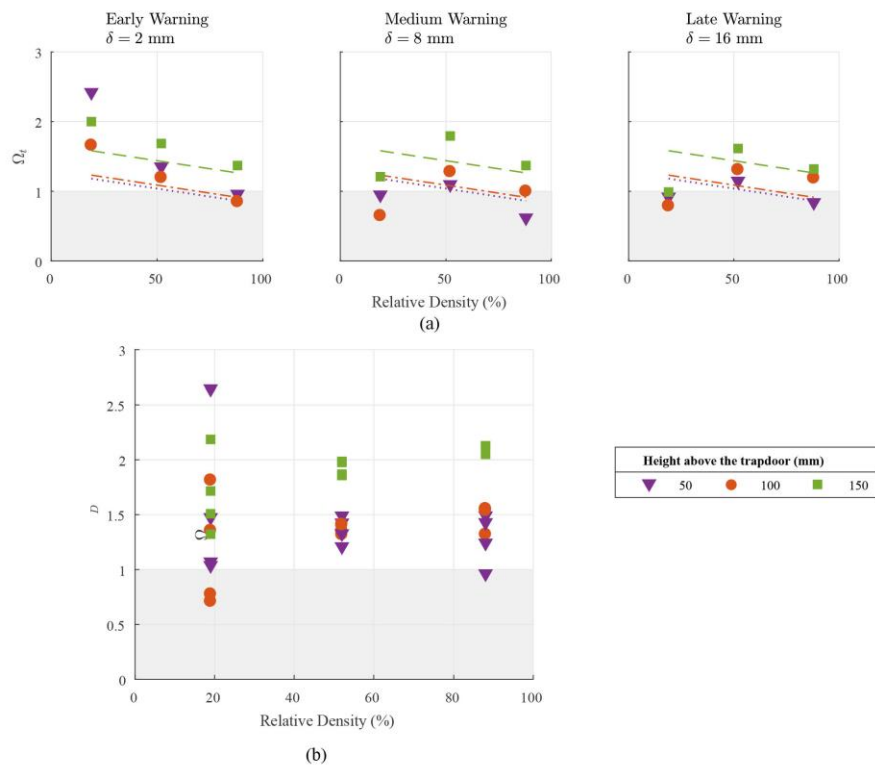 Early Warning
δ = 2 mm
Medium Warning
δ = 8 mm
Late Warning
δ = 16 mm
3
2
1
0
Ω_t
0 50 100
0 50 100
0 50 100
Relative Density (%)
(a)
3
2.5
2
1.5
1
0.5
0
D
0 20 40 60 80 100
Relative Density (%)
(b)
Height above the trapdoor (mm)
50 100 150